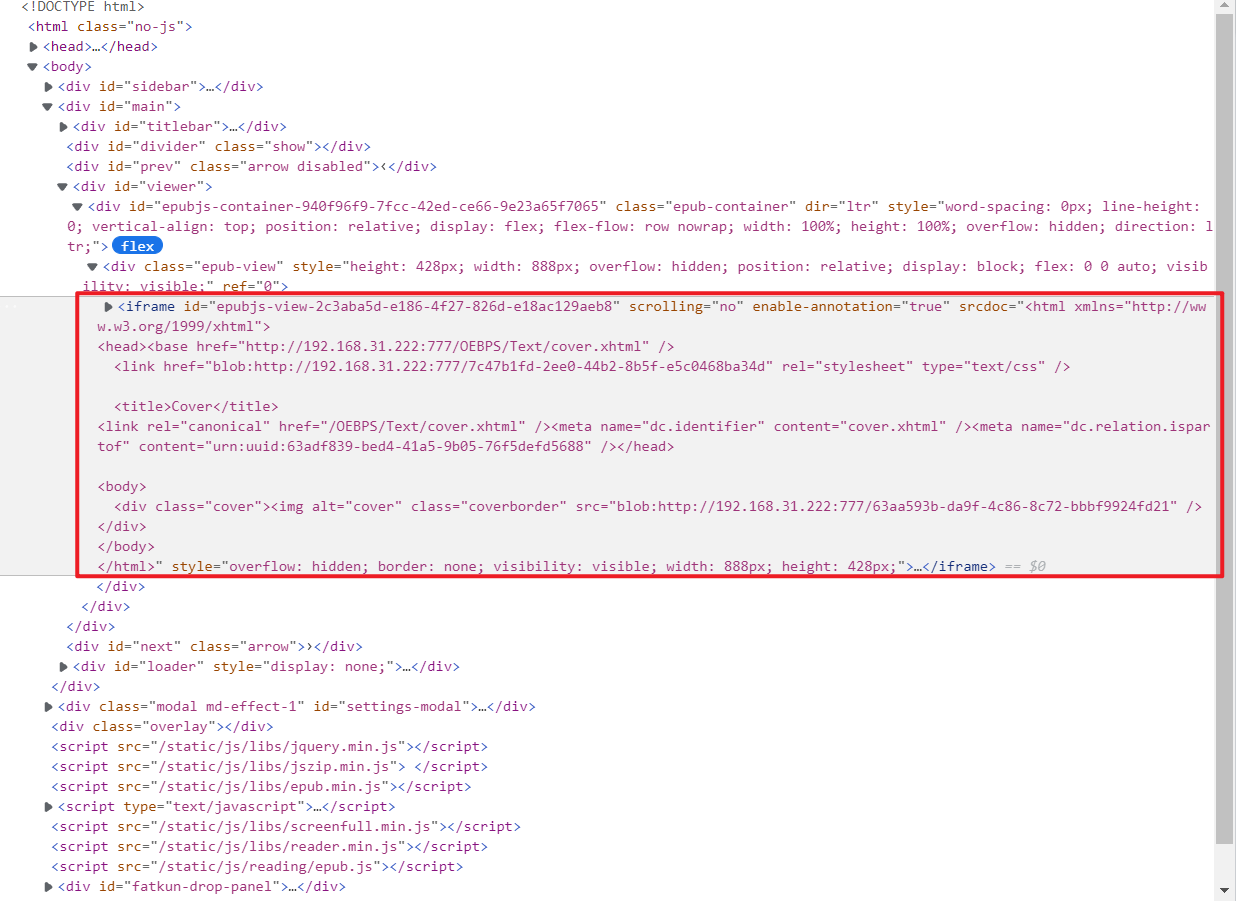 <!DOCTYPE html>
<html class="no-js">
<head>…</head>
<body>
<div id="sidebar">…</div>
<div id="main">
<div id="titlebar">…</div>
<div id="divider" class="show"></div>
<div id="prev" class="arrow disabled">‹</div>
<div id="viewer">
<div id="epubjs-container-940f96f9-7fcc-42ed-ce66-9e23a65f7065" class="epub-container" dir="ltr" style="word-spacing: 0px; line-height:
0; vertical-align: top; position: relative; display: flex; flex-flow: row nowrap; width: 100%; height: 100%; overflow: hidden; direction: l
tr;"> flex
<div class="epub-view" style="height: 428px; width: 888px; overflow: hidden; position: relative; display: block; flex: 0 0 auto; visib
ility: visible;" ref="0">
<iframe id="epubjs-view-2c3aba5d-e186-4f27-826d-e18ac129aeb8" scrolling="no" enable-annotation="true" srcdoc="<html xmlns="http://ww
w.w3.org/1999/xhtml">
<head><base href="http://192.168.31.222:777/OEBPS/Text/cover.xhtml" />
<link href="blob:http://192.168.31.222:777/7c47b1fd-2ee0-44b2-8b5f-e5c0468ba34d" rel="stylesheet" type="text/css" />
<title>Cover</title>
<link rel="canonical" href="/OEBPS/Text/cover.xhtml" /><meta name="dc.identifier" content="cover.xhtml" /><meta name="dc.relation.ispar
tof" content="urn:uuid:63adf839-bed4-41a5-9b05-76f5defd5688" /></head>
<body>
<div class="cover"><img alt="cover" class="coverborder" src="blob:http://192.168.31.222:777/63aa593b-da9f-4c86-8c72-bbbf9924fd21" />
</div>
</body>
</html>" style="overflow: hidden; border: none; visibility: visible; width: 888px; height: 428px;">…</iframe> == $0
</div>
</div>
</div>
<div id="next" class="arrow">›</div>
<div id="loader" style="display: none;">…</div>
</div>
<div class="modal md-effect-1" id="settings-modal">…</div>
<div class="overlay"></div>
<script src="/static/js/libs/jquery.min.js"></script>
<script src="/static/js/libs/jszip.min.js"> </script>
<script src="/static/js/libs/epub.min.js"></script>
<script type="text/javascript">…</script>
<script src="/static/js/libs/screenfull.min.js"></script>
<script src="/static/js/libs/reader.min.js"></script>
<script src="/static/js/reading/epub.js"></script>
<div id="fatkun-drop-panel">…</div>